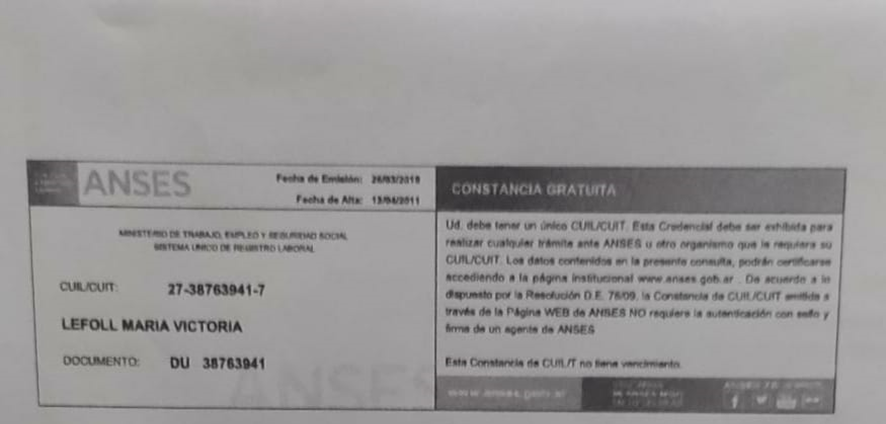 ANSES
Fecha de Emisión: 26/03/2018
Fecha de Alta: 13/04/2011
MINISTERIO DE TRABAJO, EMPLEO Y SEGURIDAD SOCIAL
SISTEMA UNICO DE REGISTRO LABORAL
CUIL/CUIT: 27-38763941-7
LEFOLL MARIA VICTORIA
DOCUMENTO: DU 38763941
ANSES
CONSTANCIA GRATUITA
Ud. debe tener un único CUIL/CUIT. Esta Credencial debe ser exhibida para
realizar cualquier trámite ante ANSES u otro organismo que la requiera su
CUIL/CUIT. Los datos contenidos en la presente consulta, podrán certificarse
accediendo a la página institucional www.anses.gob.ar . De acuerdo a lo
dispuesto por la Resolución D.E. 76/09, la Constancia de CUIL/CUIT emitida a
través de la Página WEB de ANSES NO requiere la autenticación con sello y
firma de un agente de ANSES
Esta Constancia de CUIL/T no tiene vencimiento.